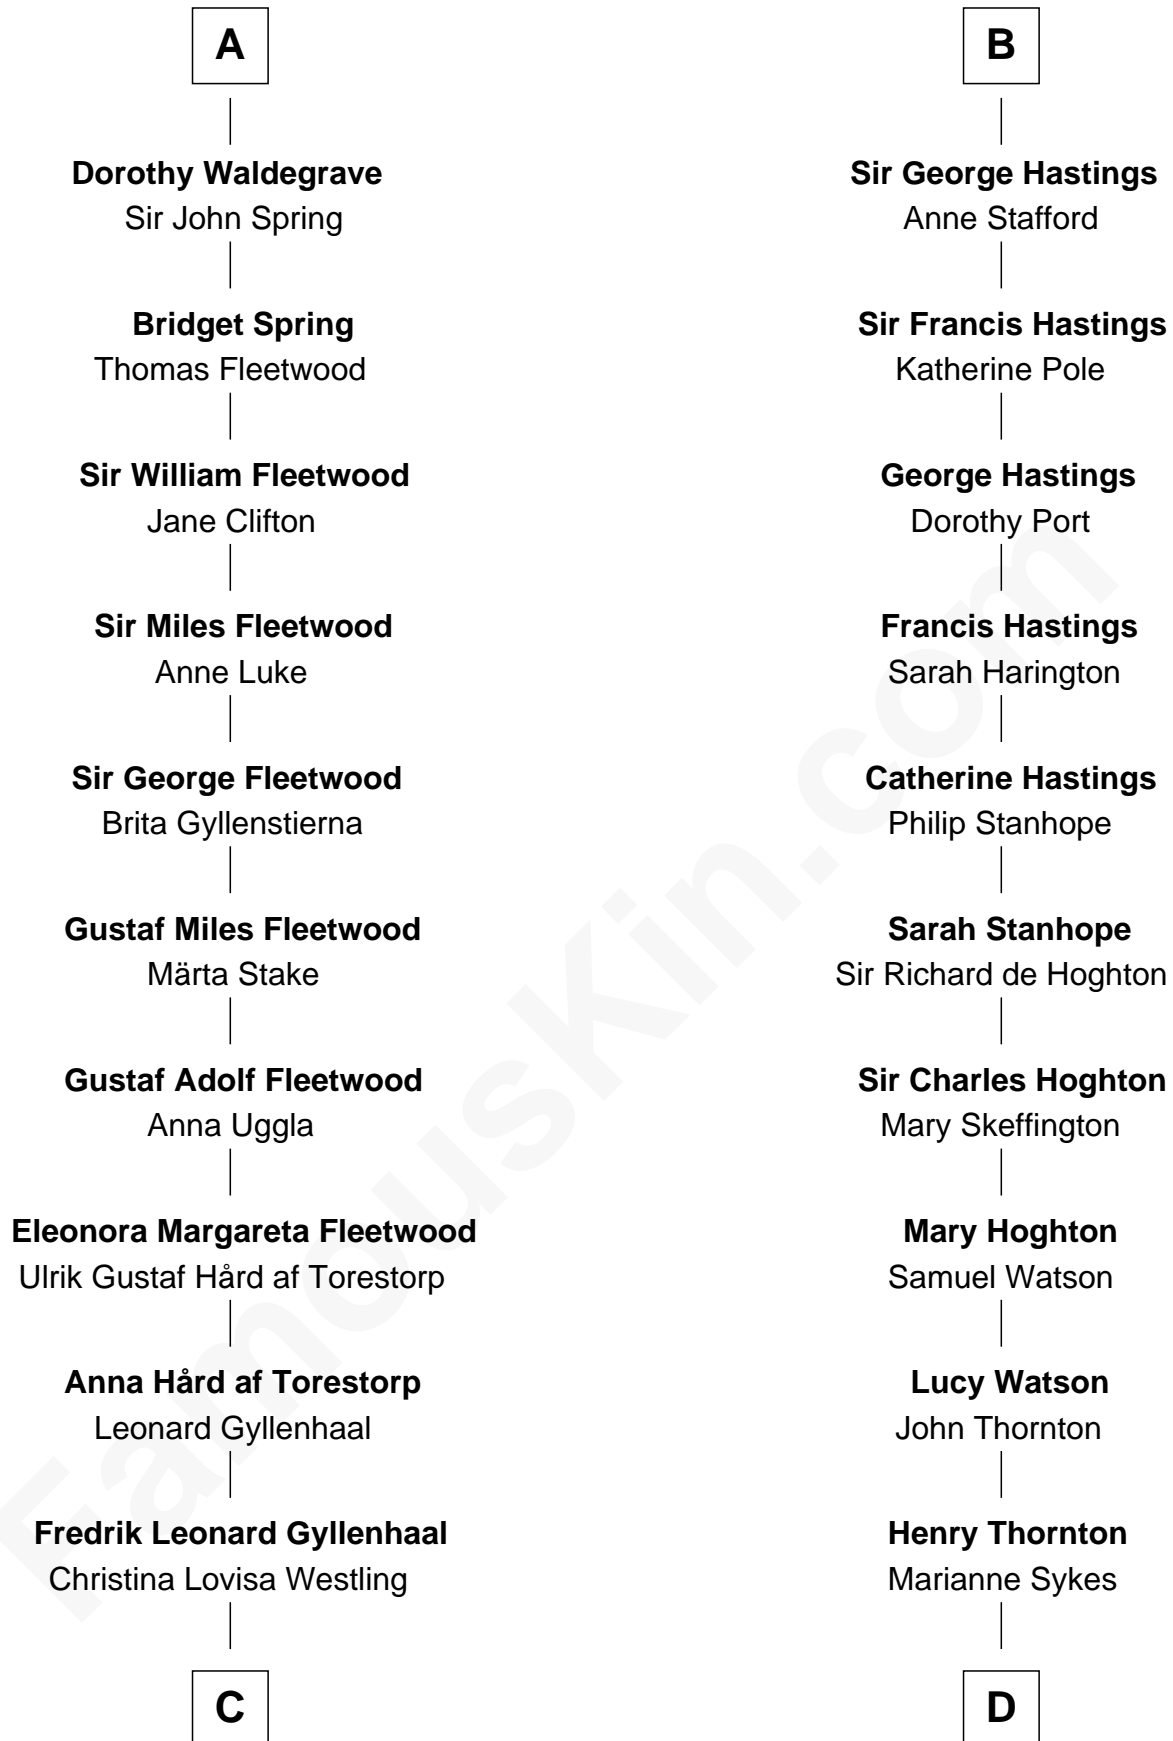 A
Dorothy Waldegrave
Sir John Spring
Bridget Spring
Thomas Fleetwood
Sir William Fleetwood
Jane Clifton
Sir Miles Fleetwood
Anne Luke
Sir George Fleetwood
Brita Gyllenstierna
Gustaf Miles Fleetwood
Märta Stake
Gustaf Adolf Fleetwood
Anna Uggla
Eleonora Margareta Fleetwood
Ulrik Gustaf Hård af Torestorp
Anna Hård af Torestorp
Leonard Gyllenhaal
Fredrik Leonard Gyllenhaal
Christina Lovisa Westling
C
B
Sir George Hastings
Anne Stafford
Sir Francis Hastings
Katherine Pole
George Hastings
Dorothy Port
Francis Hastings
Sarah Harington
Catherine Hastings
Philip Stanhope
Sarah Stanhope
Sir Richard de Hoghton
Sir Charles Hoghton
Mary Skeffington
Mary Hoghton
Samuel Watson
Lucy Watson
John Thornton
Henry Thornton
Marianne Sykes
D
FamousKin.com